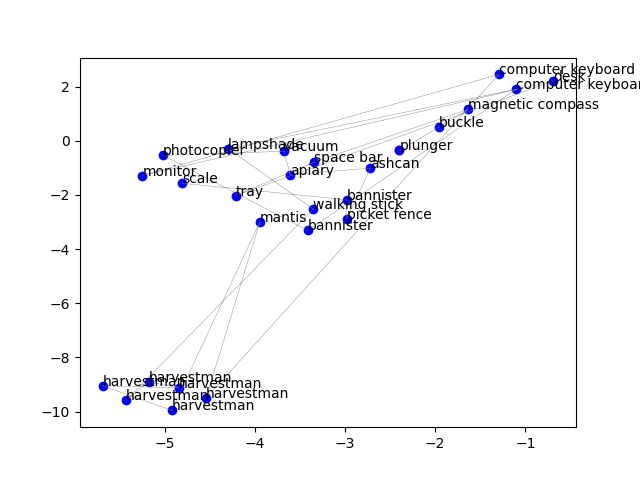 computer keyboard
desk
computer keyboard
magnetic compass
buckle
plunger
lampshade
vacuum
photocopier
space bar
ashcan
apiary
monitor
scale
tray
bannister
walking stick
mantis
picket fence
bannister
harvestman
harvestman
harvestman
harvestman
harvestman
harvestman
2
0
−2
−4
−6
−8
−10
−5
−4
−3
−2
−1